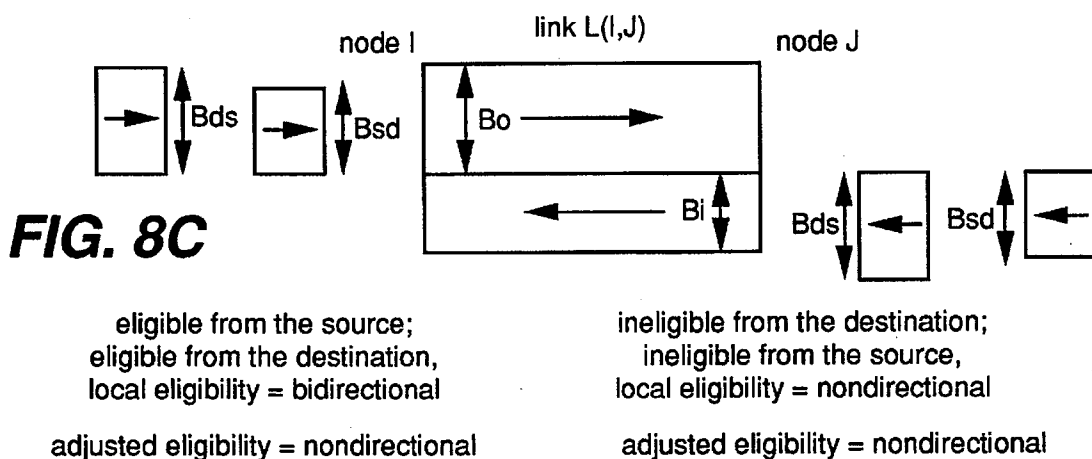 link L(I,J)
node I
node J
Bds
Bsd
Bo
Bi
Bds
Bsd
FIG. 8C
eligible from the source;
eligible from the destination,
local eligibility = bidirectional
adjusted eligibility = nondirectional
ineligible from the destination;
ineligible from the source,
local eligibility = nondirectional
adjusted eligibility = nondirectional